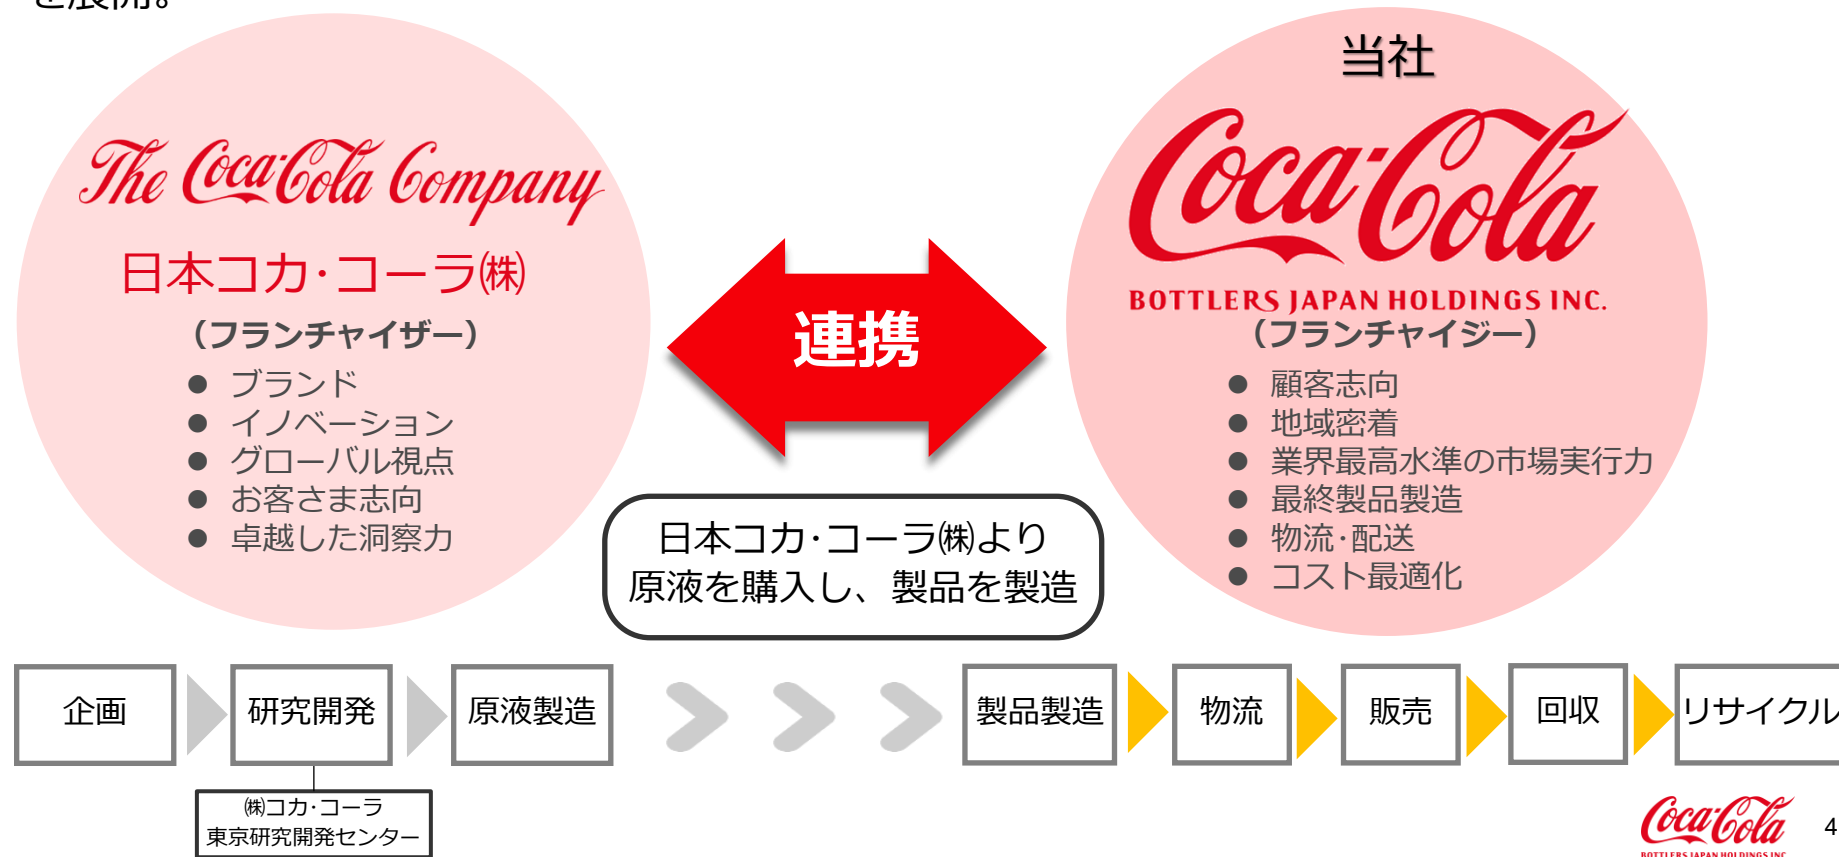 を展開。
The Coca-Cola Company
日本コカ・コーラ㈱
（フランチャイザー）
● ブランド
● イノベーション
● グローバル視点
● お客さま志向
● 卓越した洞察力
連携
日本コカ・コーラ㈱より
原液を購入し、製品を製造
当社
Coca-Cola
BOTTLERS JAPAN HOLDINGS INC.
（フランチャイジー）
● 顧客志向
● 地域密着
● 業界最高水準の市場実行力
● 最終製品製造
● 物流・配送
● コスト最適化
企画
研究開発
原液製造
製品製造
物流
販売
回収
リサイクル
㈱コカ・コーラ
東京研究開発センター
Coca-Cola
BOTTLERS JAPAN HOLDINGS INC.
4